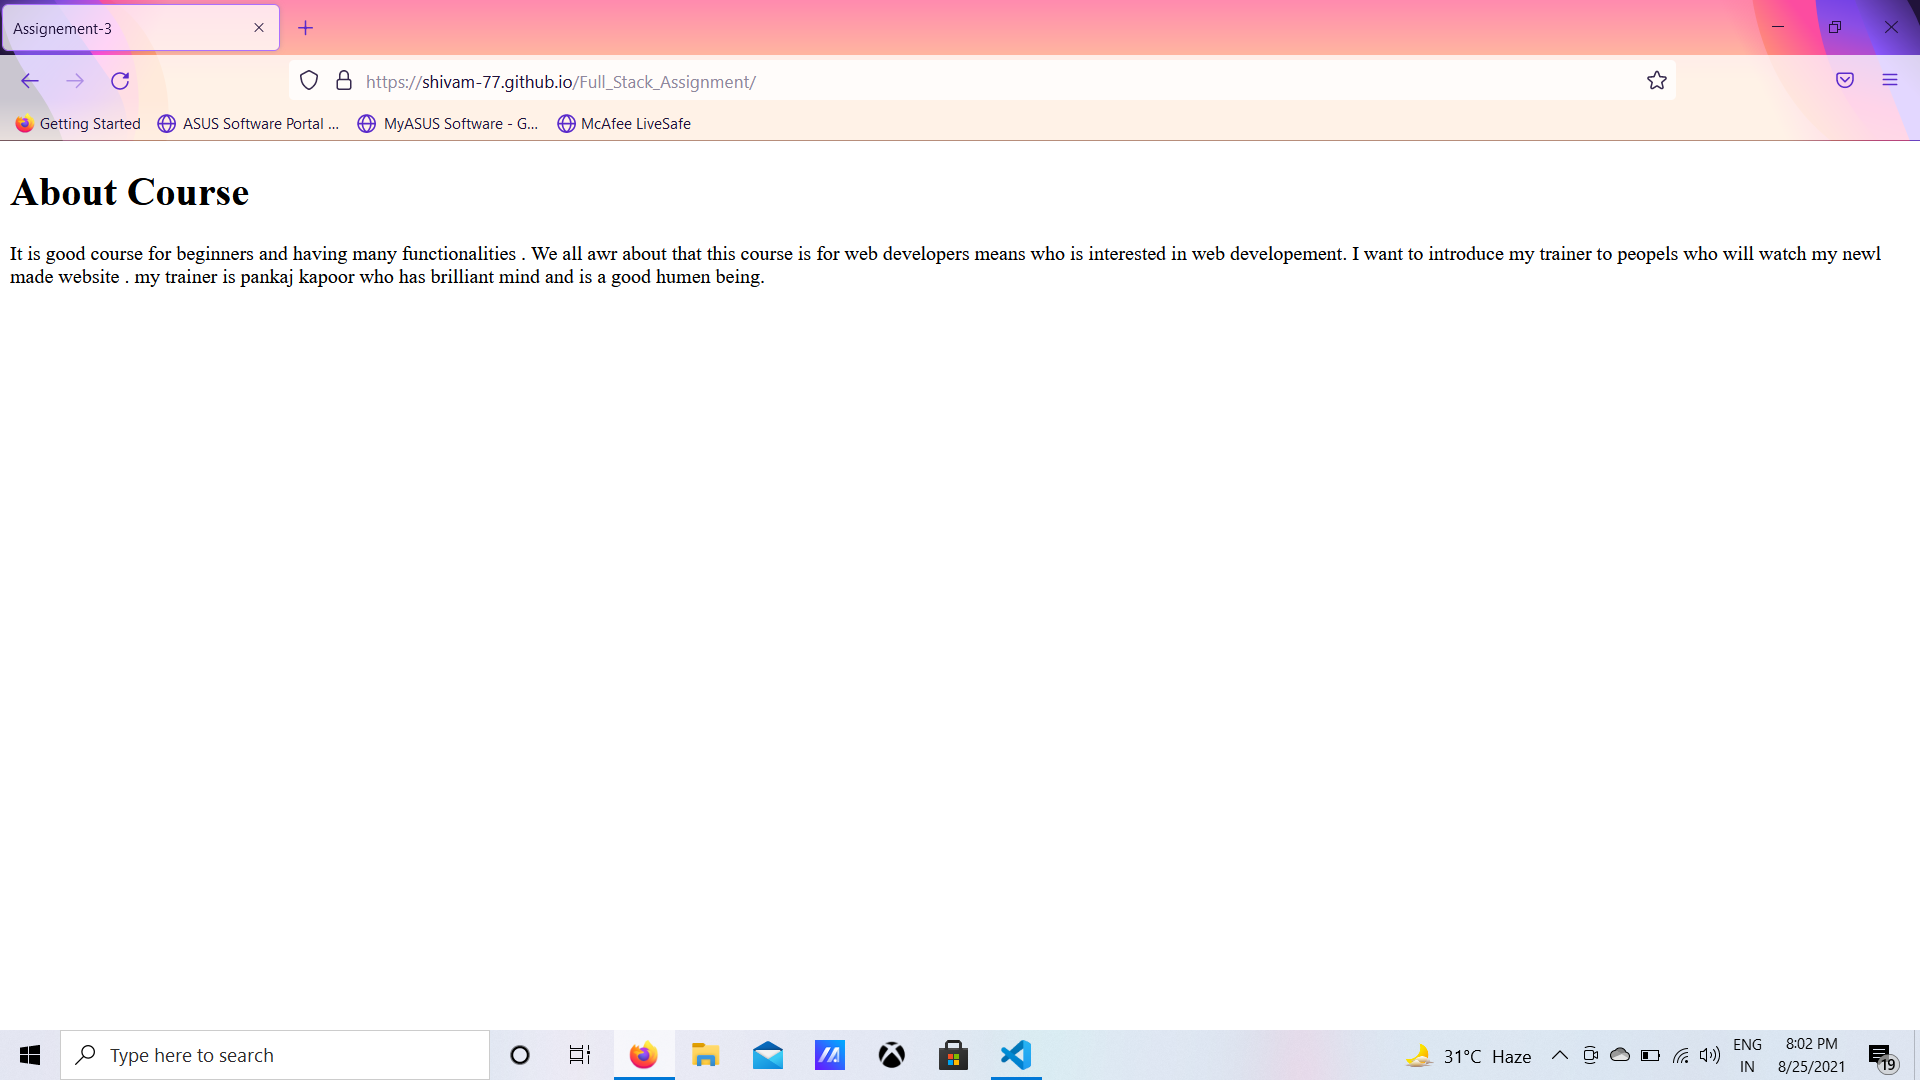 Assignement-3
https://shivam-77.github.io/Full_Stack_Assignment/
Getting Started ASUS Software Portal ... MyASUS Software - G... McAfee LiveSafe
About Course
It is good course for beginners and having many functionalities . We all awr about that this course is for web developers means who is interested in web developement. I want to introduce my trainer to peopels who will watch my newl
made website . my trainer is pankaj kapoor who has brilliant mind and is a good humen being.
Type here to search
31°C Haze
ENG
IN
8:02 PM
8/25/2021
19